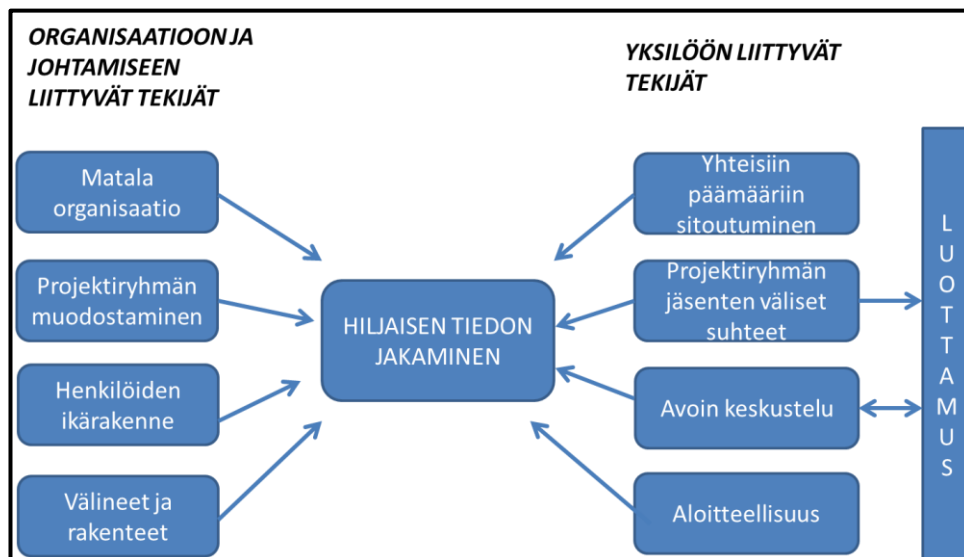 ORGANISAATIOON JA
JOHTAMISEEN
LIITTYVÄT TEKIJÄT
YKSILÖÖN LIITTYVÄT
TEKIJÄT
Matala
organisaatio
Projektiryhmän
muodostaminen
Henkilöiden
ikärakenne
Välineet ja
rakenteet
HILJAISEN TIEDON
JAKAMINEN
Yhteisiin
päämääriin
sitoutuminen
Projektiryhmän
jäsenten väliset
suhteet
Avoin keskustelu
Aloitteellisuus
L
U
O
T
T
A
M
U
S